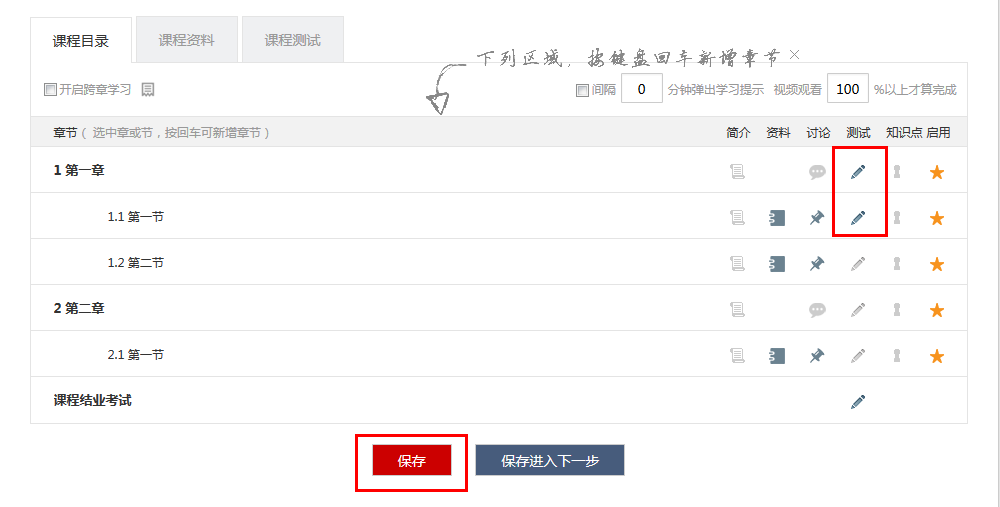 课程目录 课程资料 课程测试
下列区域，按键盘回车新增章节 ×
开启跨章学习 间隔 0 分钟弹出学习提示 视频观看 100 %以上才算完成
章节（ 选中章或节，按回车可新增章节 ） 简介 资料 讨论 测试 知识点 启用
1 第一章
1.1 第一节
1.2 第二节
2 第二章
2.1 第一节
课程结业考试
保存 保存进入下一步